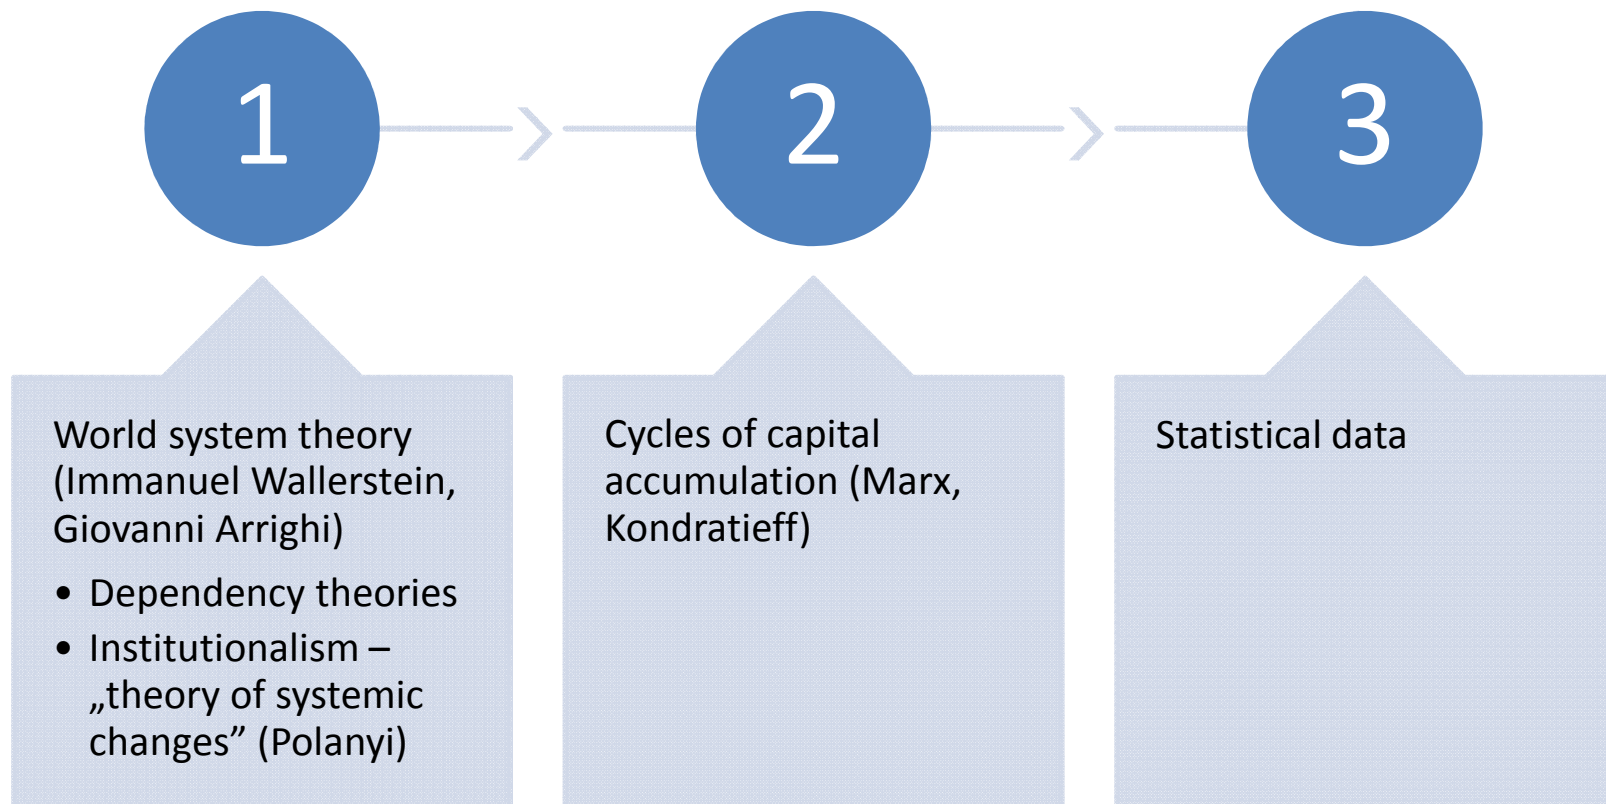 1
2
3
World system theory
(Immanuel Wallerstein,
Giovanni Arrighi)
• Dependency theories
• Institutionalism –
„theory of systemic
changes” (Polanyi)
Cycles of capital
accumulation (Marx,
Kondratieff)
Statistical data